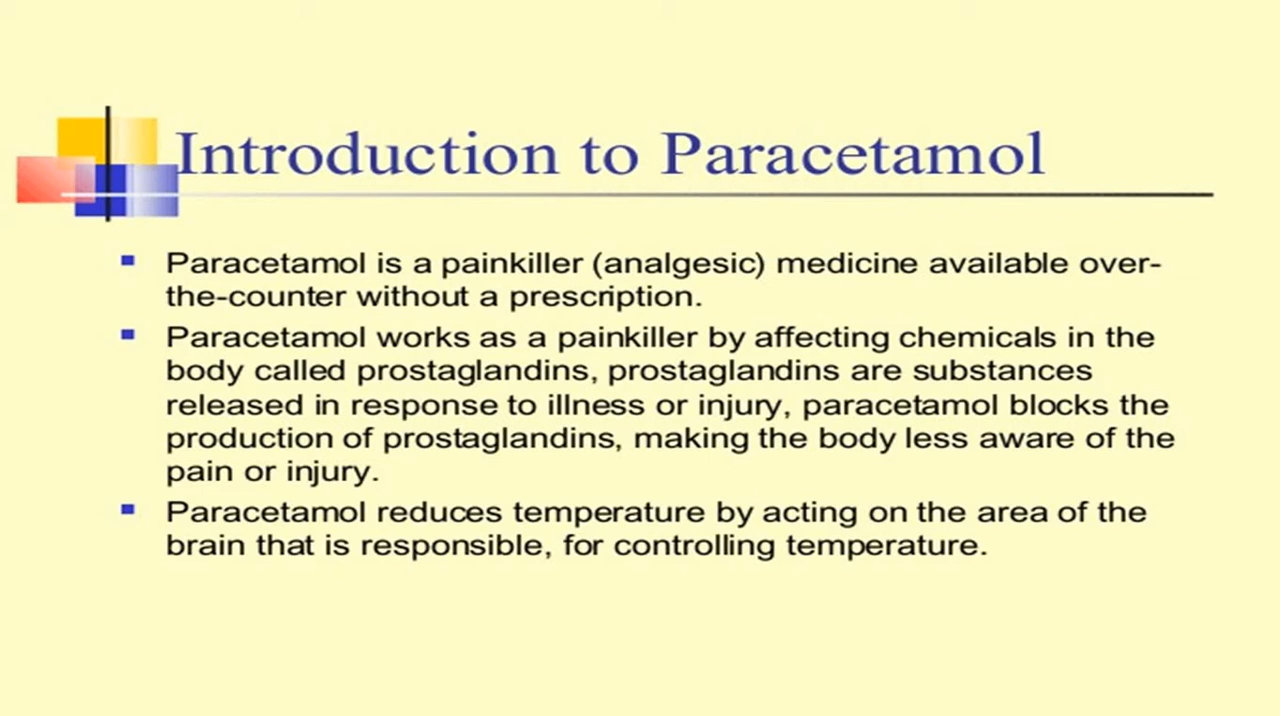 Introduction to Paracetamol
Paracetamol is a painkiller (analgesic) medicine available over-
the-counter without a prescription.
Paracetamol works as a painkiller by affecting chemicals in the
body called prostaglandins, prostaglandins are substances
released in response to illness or injury, paracetamol blocks the
production of prostaglandins, making the body less aware of the
pain or injury.
Paracetamol reduces temperature by acting on the area of the
brain that is responsible, for controlling temperature.